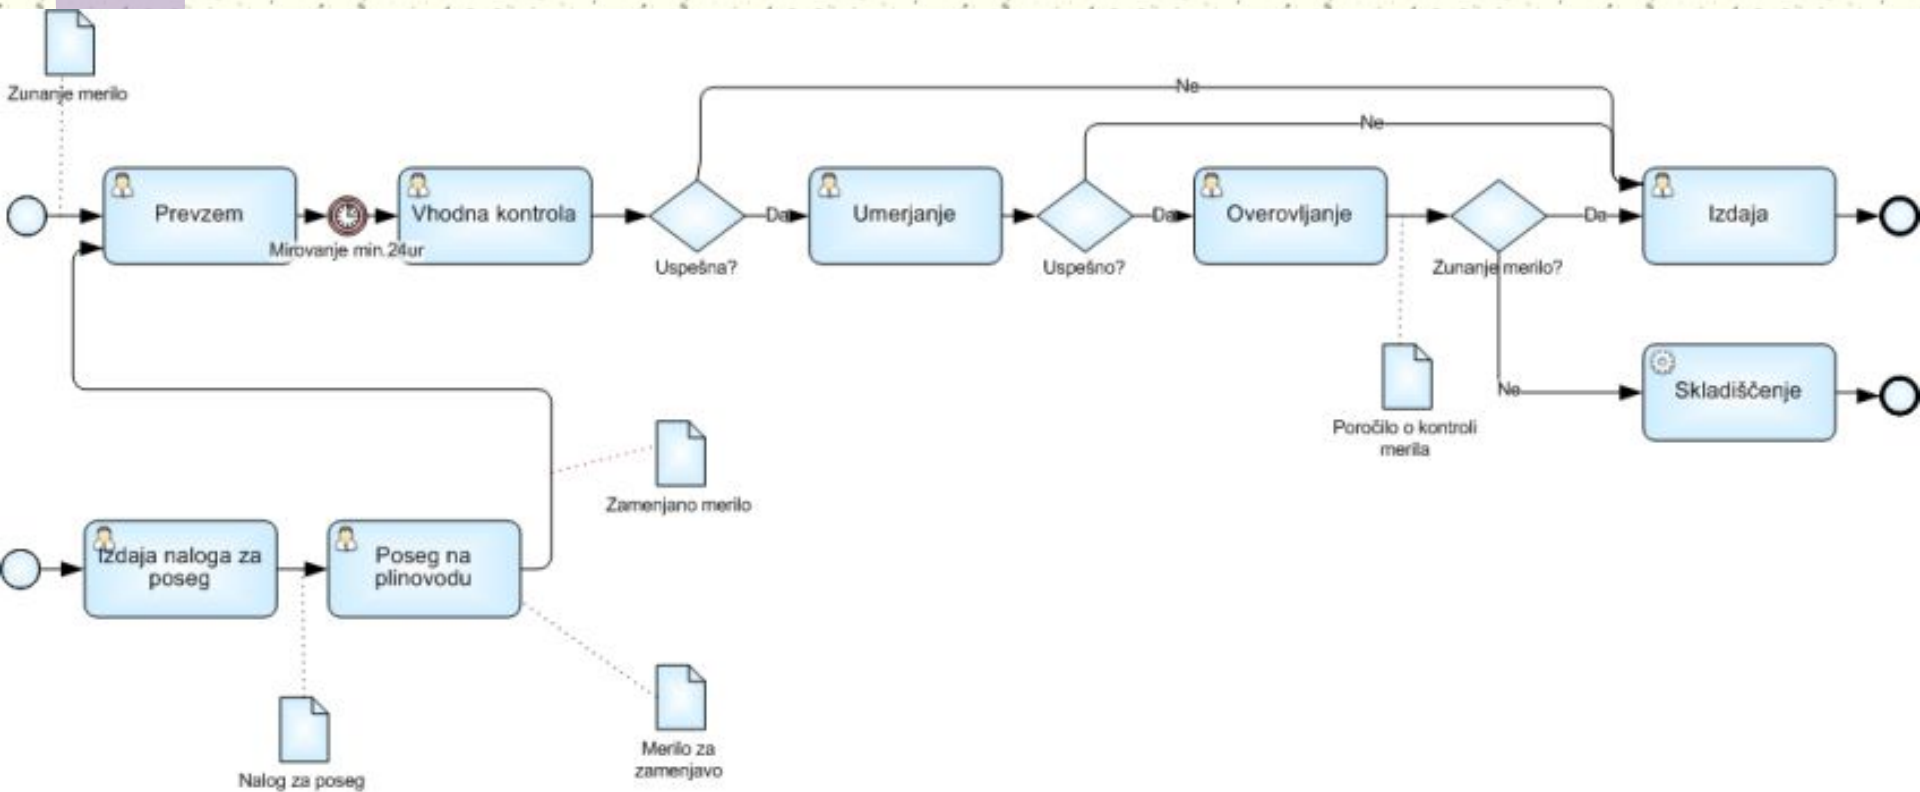 Zunanje merilo
Ne
Ne
Prevzem
Mirovanje min.24ur
Vhodna kontrola
Uspešna?
Da
Umerjanje
Uspešno?
Da
Overovljanje
Zunanje merilo?
Da
Izdaja
Ne
Skladiščenje
Poročilo o kontroli
merila
Zamenjano merilo
Izdaja naloga za
poseg
Poseg na
plinovodu
Merilo za
zamenjavo
Nalog za poseg